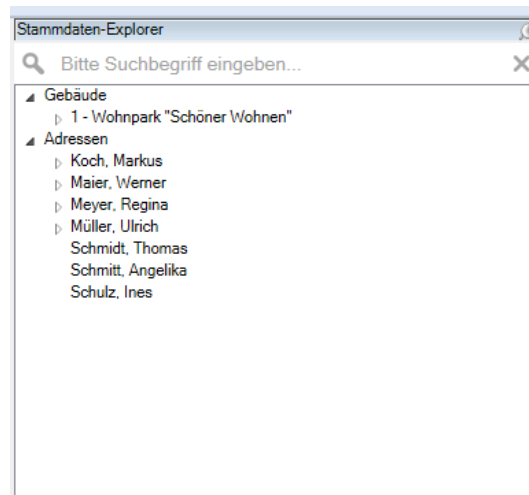 Stammdaten-Explorer
Bitte Suchbegriff eingeben...
Gebäude
1 - Wohnpark "Schöner Wohnen"
Adressen
Koch, Markus
Maier, Werner
Meyer, Regina
Müller, Ulrich
Schmidt, Thomas
Schmitt, Angelika
Schulz, Ines